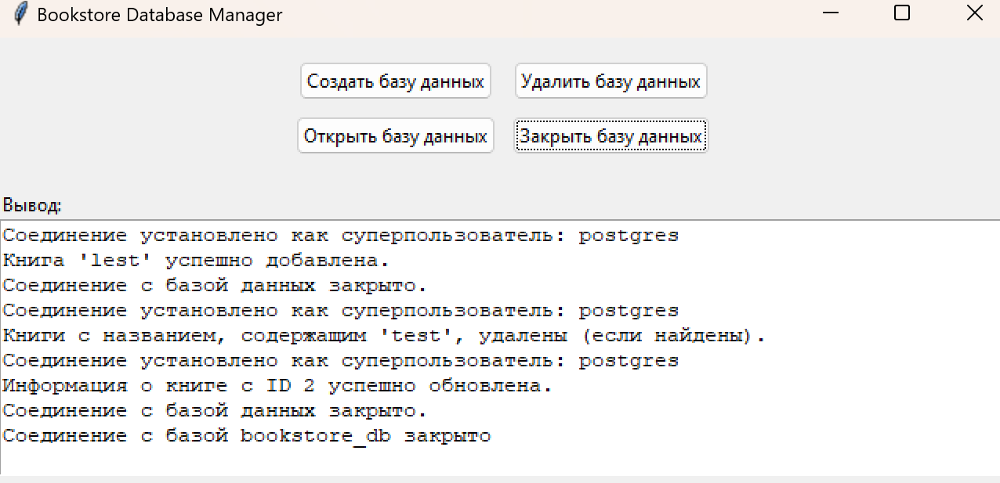 Bookstore Database Manager
Создать базу данных Удалить базу данных
Открыть базу данных Закрыть базу данных
Вывод:
Соединение установлено как суперпользователь: postgres
Книга 'lest' успешно добавлена.
Соединение с базой данных закрыто.
Соединение установлено как суперпользователь: postgres
Книги с названием, содержащим 'test', удалены (если найдены).
Соединение установлено как суперпользователь: postgres
Информация о книге с ID 2 успешно обновлена.
Соединение с базой данных закрыто.
Соединение с базой bookstore_db закрыто